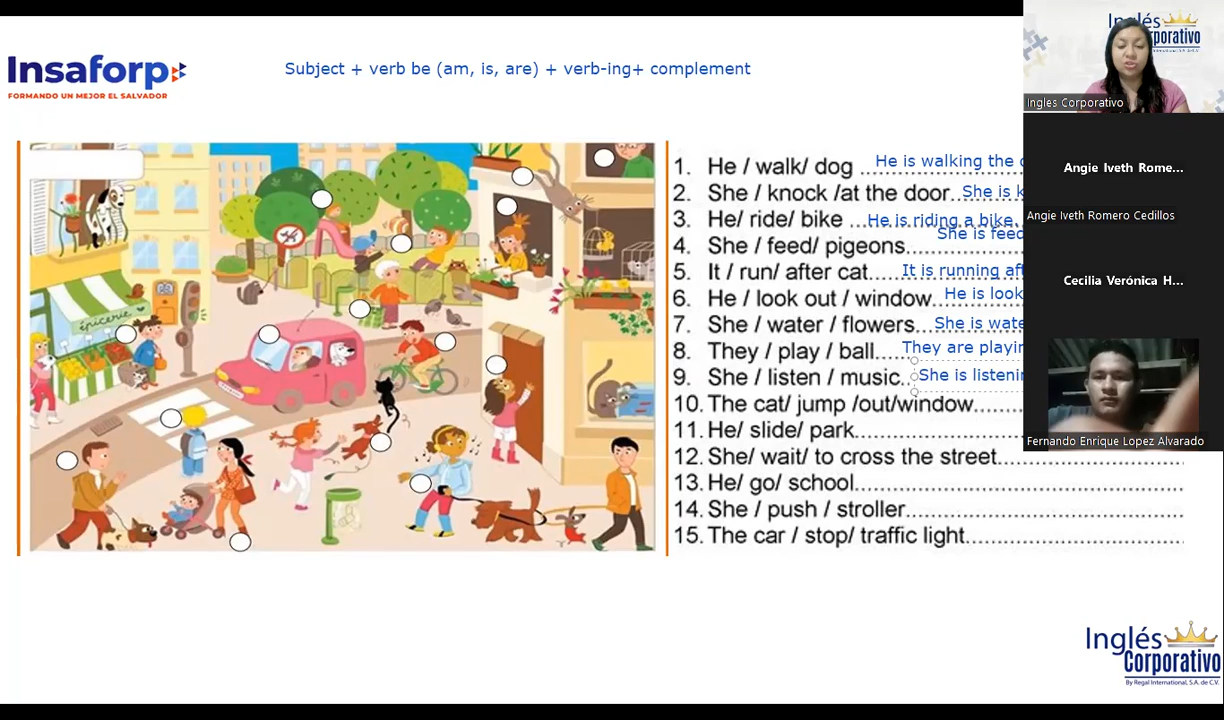 Insaforp
FORMANDO UN MEJOR EL SALVADOR
Subject + verb be (am, is, are) + verb-ing+ complement
épicerie
1. He / walk/ dog ................ He is walking the
2. She / knock /at the door.. She is
3. He/ ride/ bike .... He is riding a bike.
4. She / feed/ pigeons................ She is feed
5. It / run/ after cat..... It is running
6. He / look out / window.. He is look
7. She / water / flowers... She is wate
8. They / play / ball..... They are playin
9. She / listen / music.. She is listenin
10. The cat/ jump /out/window..........
11. He/ slide/ park..............................
12. She/ wait/ to cross the street..................................
13. He/ go/ school..........................................................
14. She / push / stroller..................................................
15. The car / stop/ traffic light........................................
Inglés
Corporativo
Ingles Corporativo
Angie Iveth Rome...
Angie Iveth Romero Cedillos
Cecilia Verónica H...
Fernando Enrique Lopez Alvarado
Inglés
Corporativo
By Regal International, S.A. de C.V.